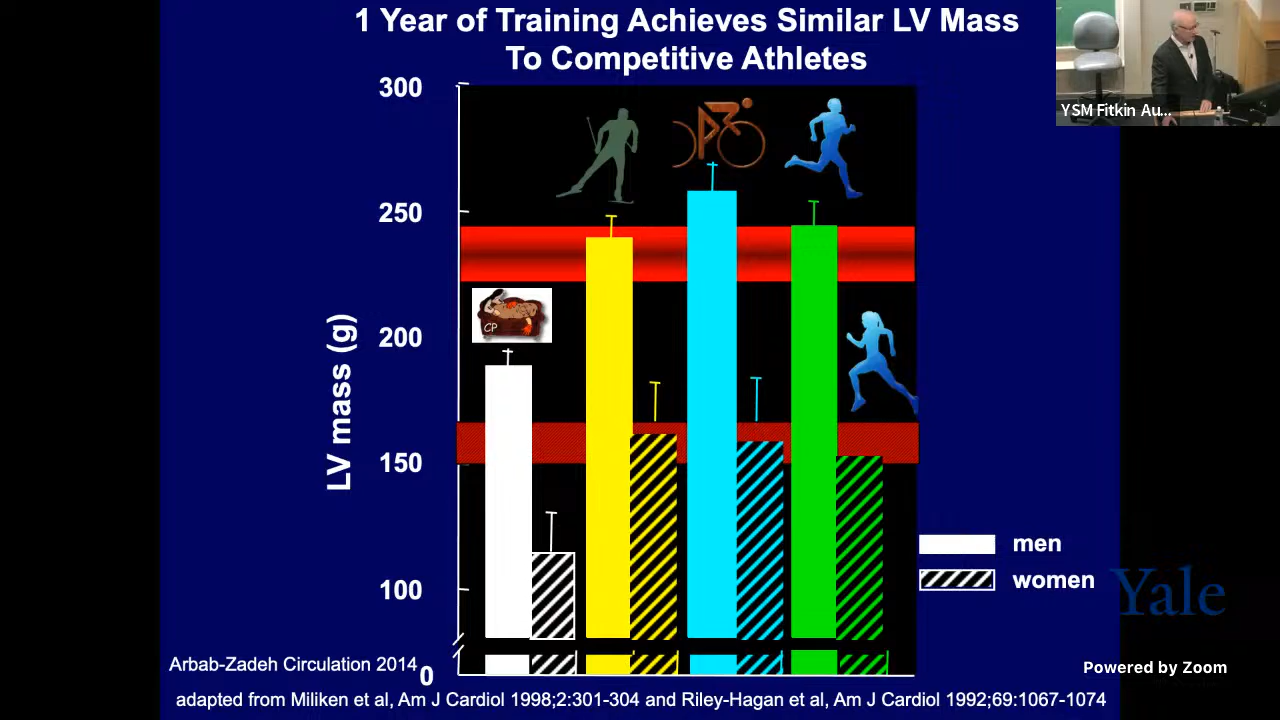 1 Year of Training Achieves Similar LV Mass
To Competitive Athletes
YSM Fitkin Au...
300
250
200
150
100
0
LV mass (g)
CP
men
women
Yale
Arbab-Zadeh Circulation 2014
Powered by Zoom
adapted from Miliken et al, Am J Cardiol 1998;2:301-304 and Riley-Hagan et al, Am J Cardiol 1992;69:1067-1074